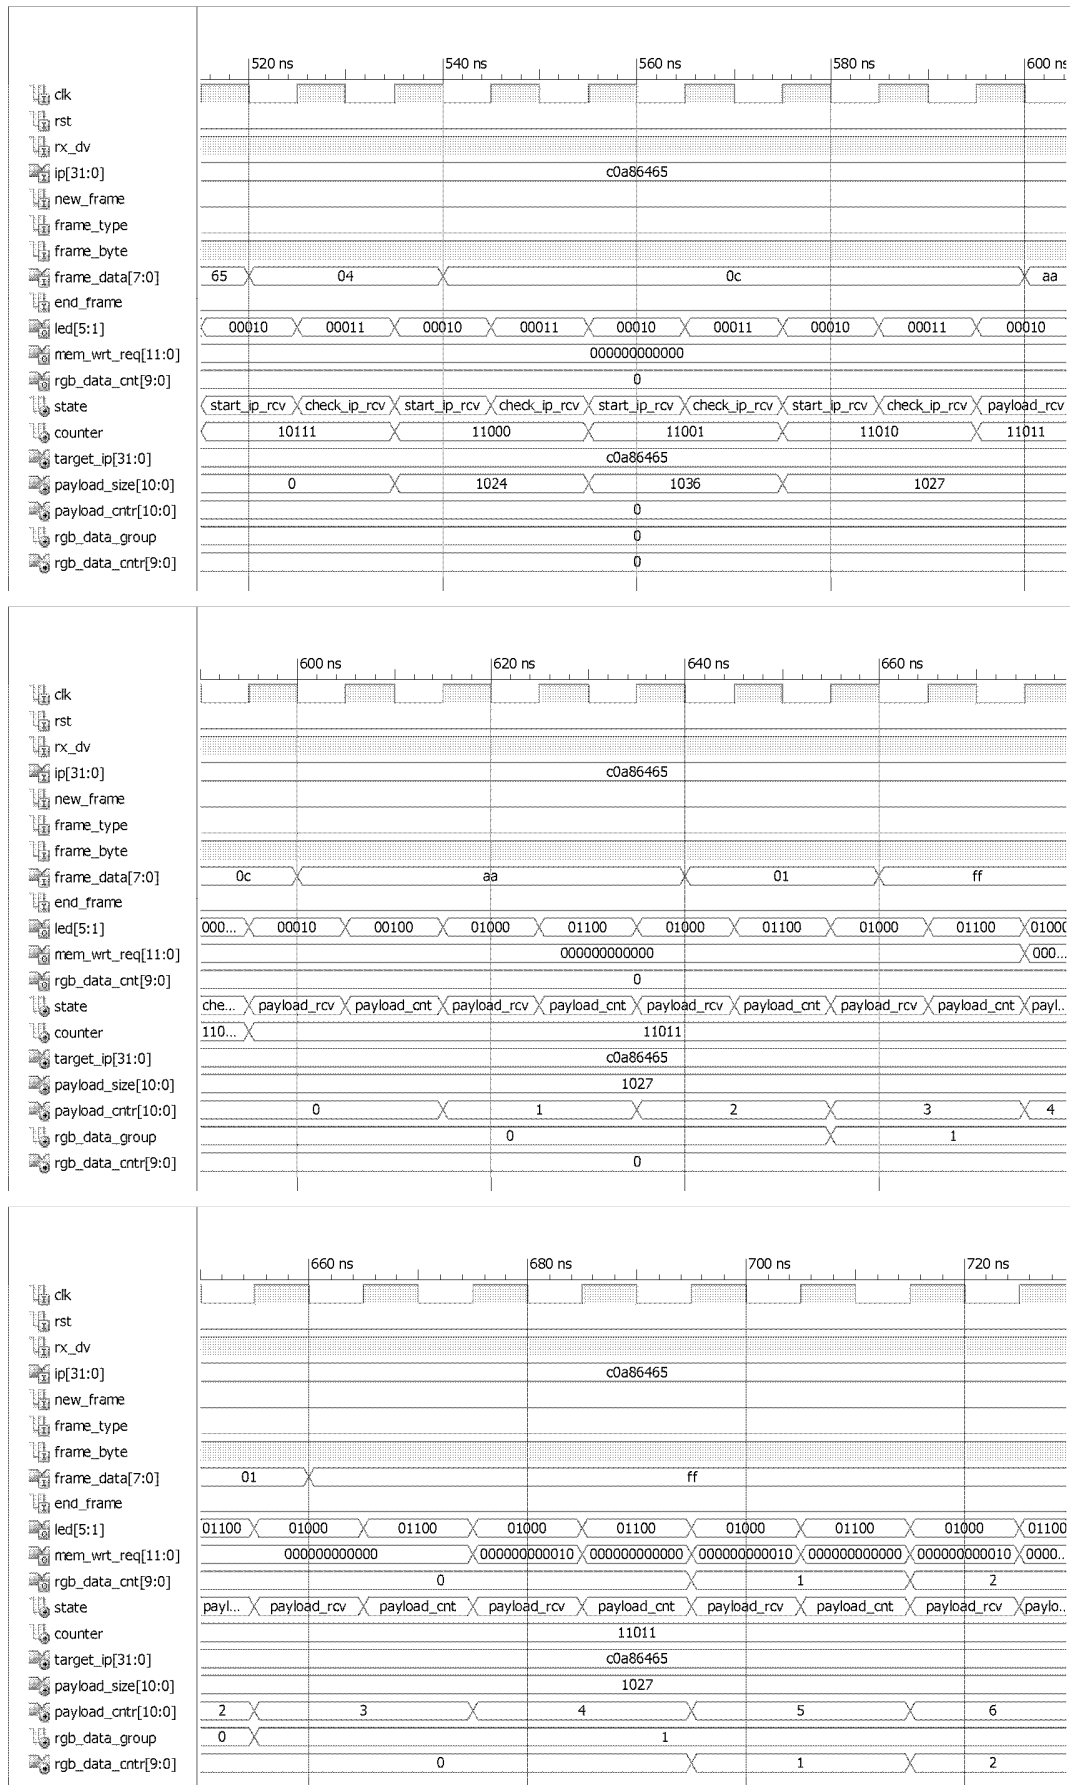 520 ns 540 ns 560 ns 580 ns 600 ns
clk
rst
rx_dv
ip[31:0] c0a86465
new_frame
frame_type
frame_byte
frame_data[7:0] 65 04 0c aa
end_frame
led[5:1] 00010 00011 00010 00011 00010 00011 00010 00011 00010
mem_wrt_req[11:0] 000000000000
rgb_data_cnt[9:0] 0
state start_ip_rcv check_ip_rcv start_ip_rcv check_ip_rcv start_ip_rcv check_ip_rcv start_ip_rcv check_ip_rcv payload_rcv
counter 10111 11000 11001 11010 11011
target_ip[31:0] c0a86465
payload_size[10:0] 0 1024 1036 1027
payload_cntr[10:0] 0
rgb_data_group 0
rgb_data_cntr[9:0] 0
600 ns 620 ns 640 ns 660 ns
clk
rst
rx_dv
ip[31:0] c0a86465
new_frame
frame_type
frame_byte
frame_data[7:0] 0c aa 01 ff
end_frame
led[5:1] 000... 00010 00100 01000 01100 01000 01100 01000 01100 01000
mem_wrt_req[11:0] 000000000000 000...
rgb_data_cnt[9:0] 0
state che... payload_rcv payload_cnt payload_rcv payload_cnt payload_rcv payload_cnt payload_rcv payload_cnt payl...
counter 110... 11011
target_ip[31:0] c0a86465
payload_size[10:0] 1027
payload_cntr[10:0] 0 1 2 3 4
rgb_data_group 0 1
rgb_data_cntr[9:0] 0
660 ns 680 ns 700 ns 720 ns
clk
rst
rx_dv
ip[31:0] c0a86465
new_frame
frame_type
frame_byte
frame_data[7:0] 01 ff
end_frame
led[5:1] 01100 01000 01100 01000 01100 01000 01100 01000 01100
mem_wrt_req[11:0] 000000000000 000000000010 000000000000 000000000010 000000000000 000000000010 0000...
rgb_data_cnt[9:0] 0 1 2
state payl... payload_rcv payload_cnt payload_rcv payload_cnt payload_rcv payload_cnt payload_rcv paylo...
counter 11011
target_ip[31:0] c0a86465
payload_size[10:0] 1027
payload_cntr[10:0] 2 3 4 5 6
rgb_data_group 0 1
rgb_data_cntr[9:0] 0 1 2